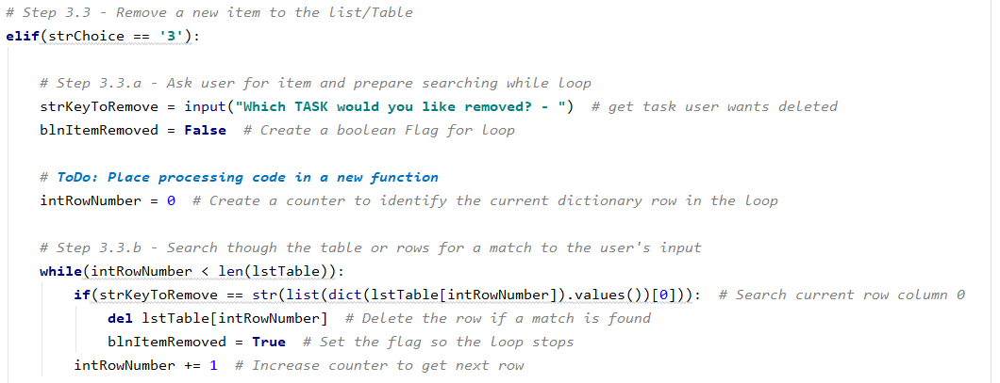 # Step 3.3 - Remove a new item to the list/Table
elif(strChoice == '3'):
# Step 3.3.a - Ask user for item and prepare searching while loop
strKeyToRemove = input("Which TASK would you like removed? - ")  # get task user wants deleted
blnItemRemoved = False  # Create a boolean Flag for loop
# ToDo: Place processing code in a new function
intRowNumber = 0  # Create a counter to identify the current dictionary row in the loop
# Step 3.3.b - Search though the table or rows for a match to the user's input
while(intRowNumber < len(lstTable)):
if(strKeyToRemove == str(list(dict(lstTable[intRowNumber]).values())[0])):  # Search current row column 0
del lstTable[intRowNumber]  # Delete the row if a match is found
blnItemRemoved = True  # Set the flag so the loop stops
intRowNumber += 1  # Increase counter to get next row